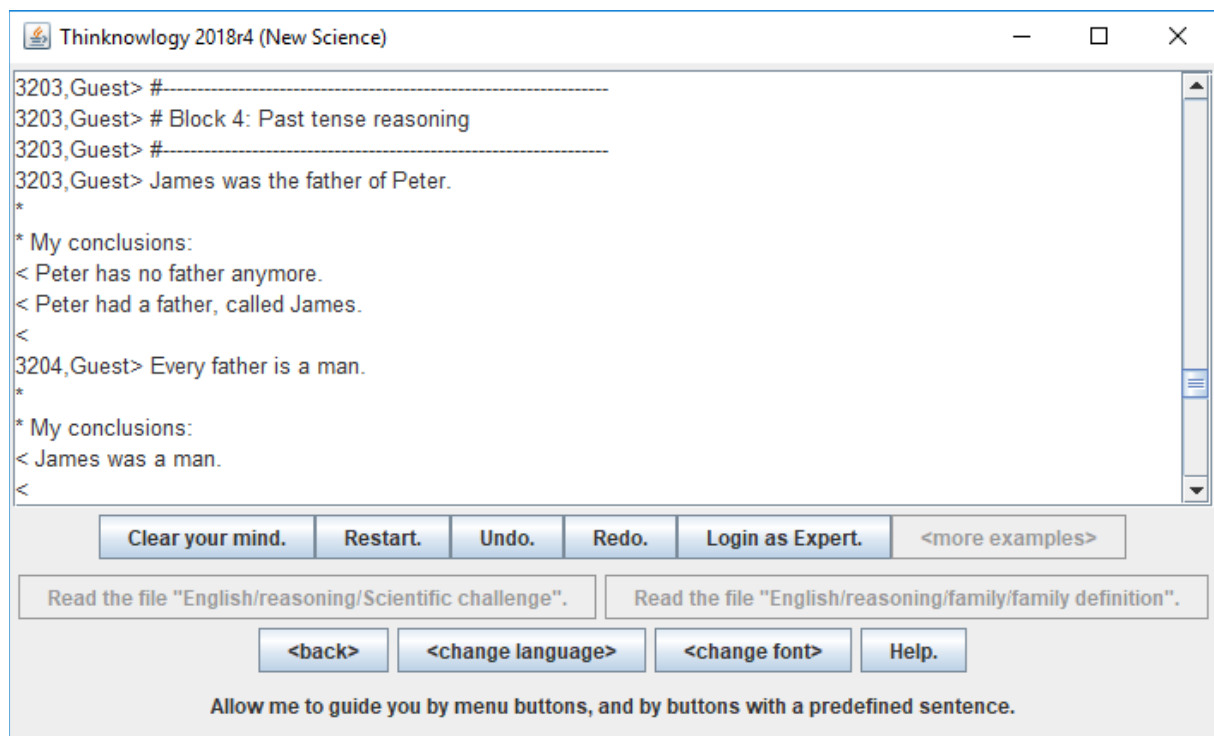 Thinknowlogy 2018r4 (New Science)
3203,Guest> #-----------------------------------------------------------------
3203,Guest> # Block 4: Past tense reasoning
3203,Guest> #-----------------------------------------------------------------
3203,Guest> James was the father of Peter.
*
* My conclusions:
< Peter has no father anymore.
< Peter had a father, called James.
<
3204,Guest> Every father is a man.
*
* My conclusions:
< James was a man.
<
Clear your mind. Restart. Undo. Redo. Login as Expert. <more examples>
Read the file "English/reasoning/Scientific challenge". Read the file "English/reasoning/family/family definition".
<back> <change language> <change font> Help.
Allow me to guide you by menu buttons, and by buttons with a predefined sentence.